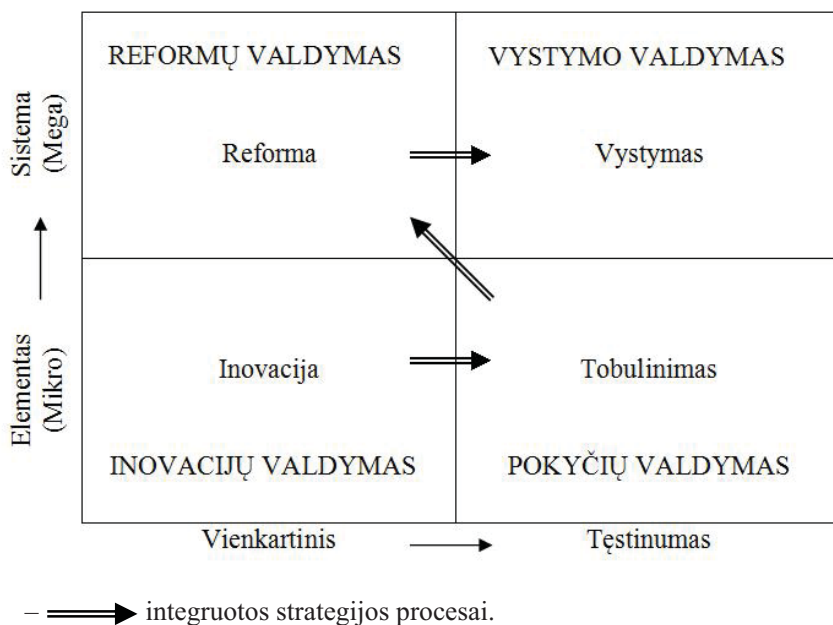 REFORMŲ VALDYMAS
VYSTYMO VALDYMAS
Sistema
(Mega)
Reforma
Vystymas
Elementas
(Mikro)
Inovacija
Tobulinimas
INOVACIJŲ VALDYMAS
POKYČIŲ VALDYMAS
Vienkartinis
Tęstinumas
– integruotos strategijos procesai.